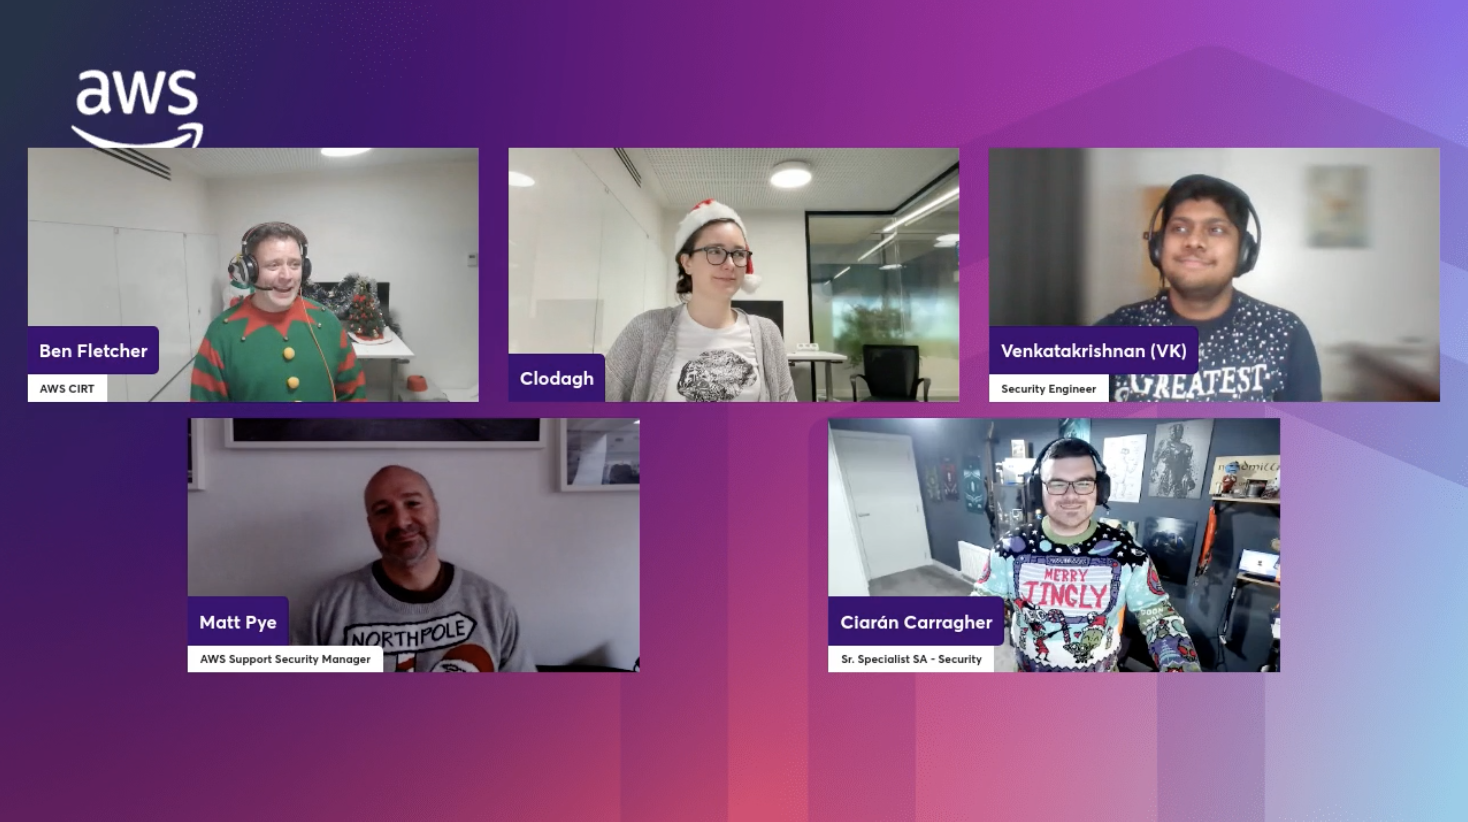 aws
Ben Fletcher
AWS CIRT
Clodagh
Venkatakrishnan (VK)
Security Engineer
GREATEST
Matt Pye
AWS Support Security Manager
NORTHPOLE
Ciarán Carragher
Sr. Specialist SA - Security
MERRY
JINGLY